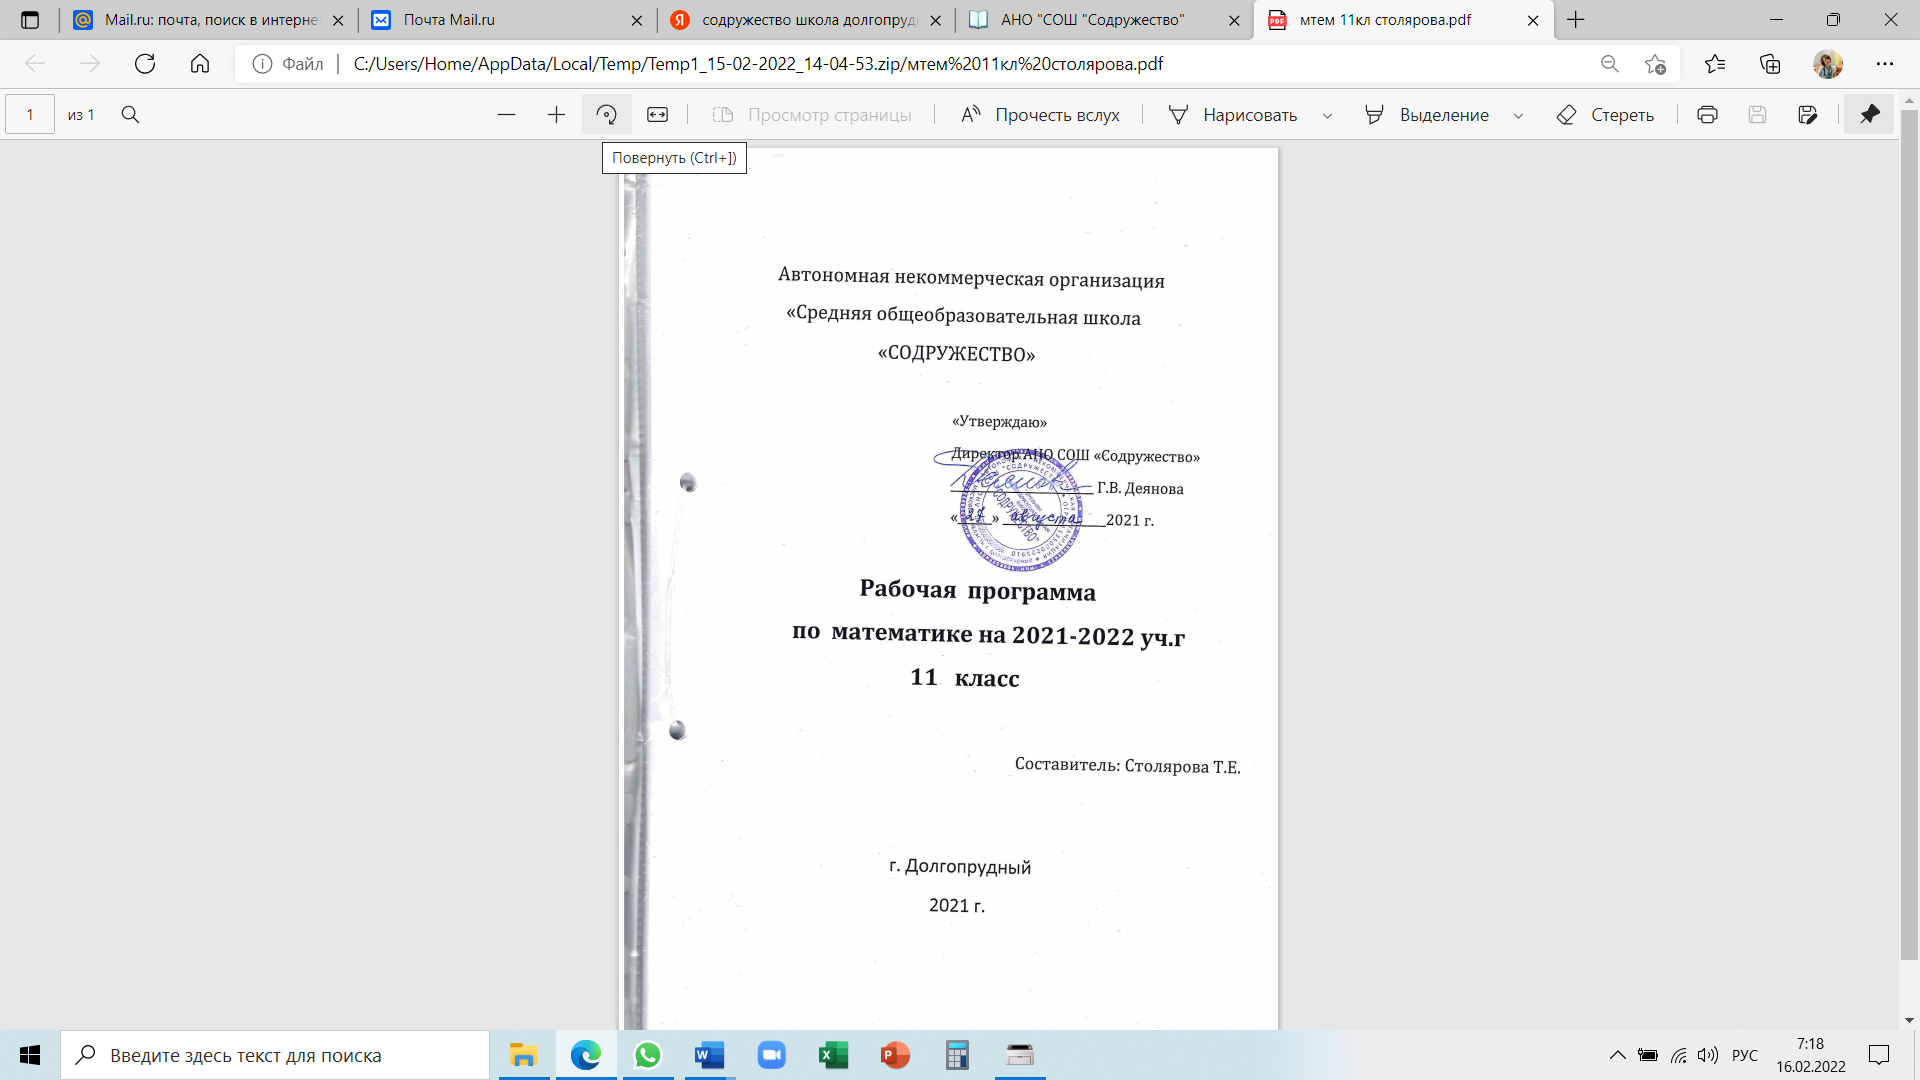 Mail.ru: почта, поиск в интерне
Почта Mail.ru
содружество школа долгопруд
АНО "СОШ "Содружество"
мтем 11кл столярова.pdf
Файл
C:/Users/Home/AppData/Local/Temp/Temp1_15-02-2022_14-04-53.zip/мтем%2011кл%20столярова.pdf
1 из 1
Просмотр страницы
Прочесть вслух
Нарисовать
Выделение
Стереть
Повернуть (Ctrl+])
Автономная некоммерческая организация
«Средняя общеобразовательная школа
«СОДРУЖЕСТВО»
«Утверждаю»
Директор АНО СОШ «Содружество»
Г.В. Деянова
«27» августа 2021 г.
Рабочая программа
по математике на 2021-2022 уч.г
11 класс
Составитель: Столярова Т.Е.
г. Долгопрудный
2021 г.
Введите здесь текст для поиска
РУС
7:18
16.02.2022